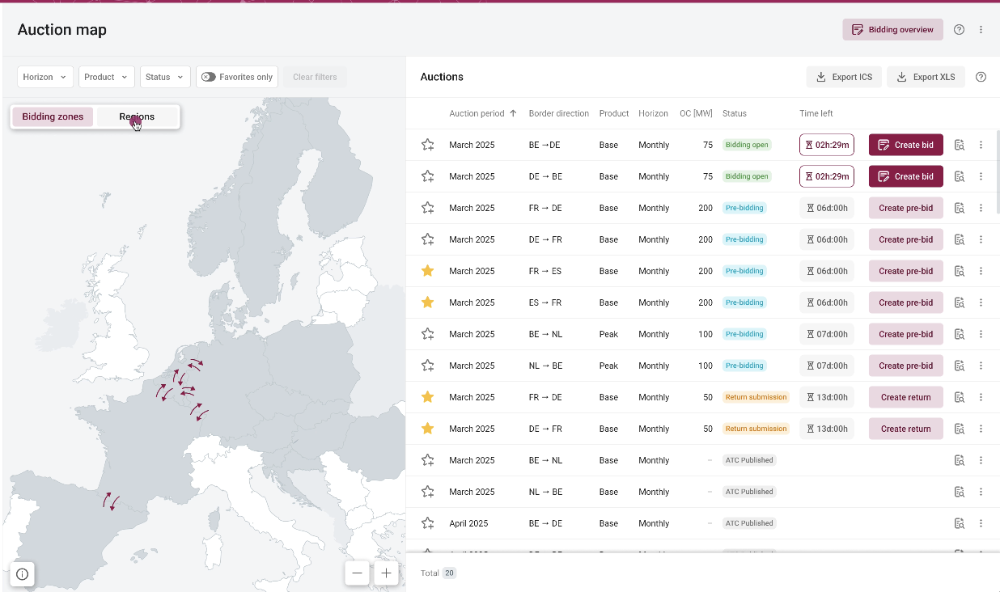 Auction map
Bidding overview
Horizon Product Status Favorites only Clear filters
Bidding zones Regions
Auctions Export ICS Export XLS
Auction period Border direction Product Horizon OC [MW] Status Time left
March 2025 BE →DE Base Monthly 75 Bidding open 02h:29m Create bid
March 2025 DE → BE Base Monthly 75 Bidding open 02h:29m Create bid
March 2025 FR → DE Base Monthly 200 Pre-bidding 06d:00h Create pre-bid
March 2025 DE → FR Base Monthly 200 Pre-bidding 06d:00h Create pre-bid
March 2025 FR → ES Base Monthly 200 Pre-bidding 06d:00h Create pre-bid
March 2025 ES → FR Base Monthly 200 Pre-bidding 06d:00h Create pre-bid
March 2025 BE → NL Peak Monthly 100 Pre-bidding 07d:00h Create pre-bid
March 2025 NL → BE Peak Monthly 100 Pre-bidding 07d:00h Create pre-bid
March 2025 FR → DE Base Monthly 50 Return submission 13d:00h Create return
March 2025 DE → FR Base Monthly 50 Return submission 13d:00h Create return
March 2025 BE → NL Base Monthly – ATC Published
March 2025 NL → BE Base Monthly – ATC Published
April 2025 BE → DE Base Monthly – ATC Published
Total 20